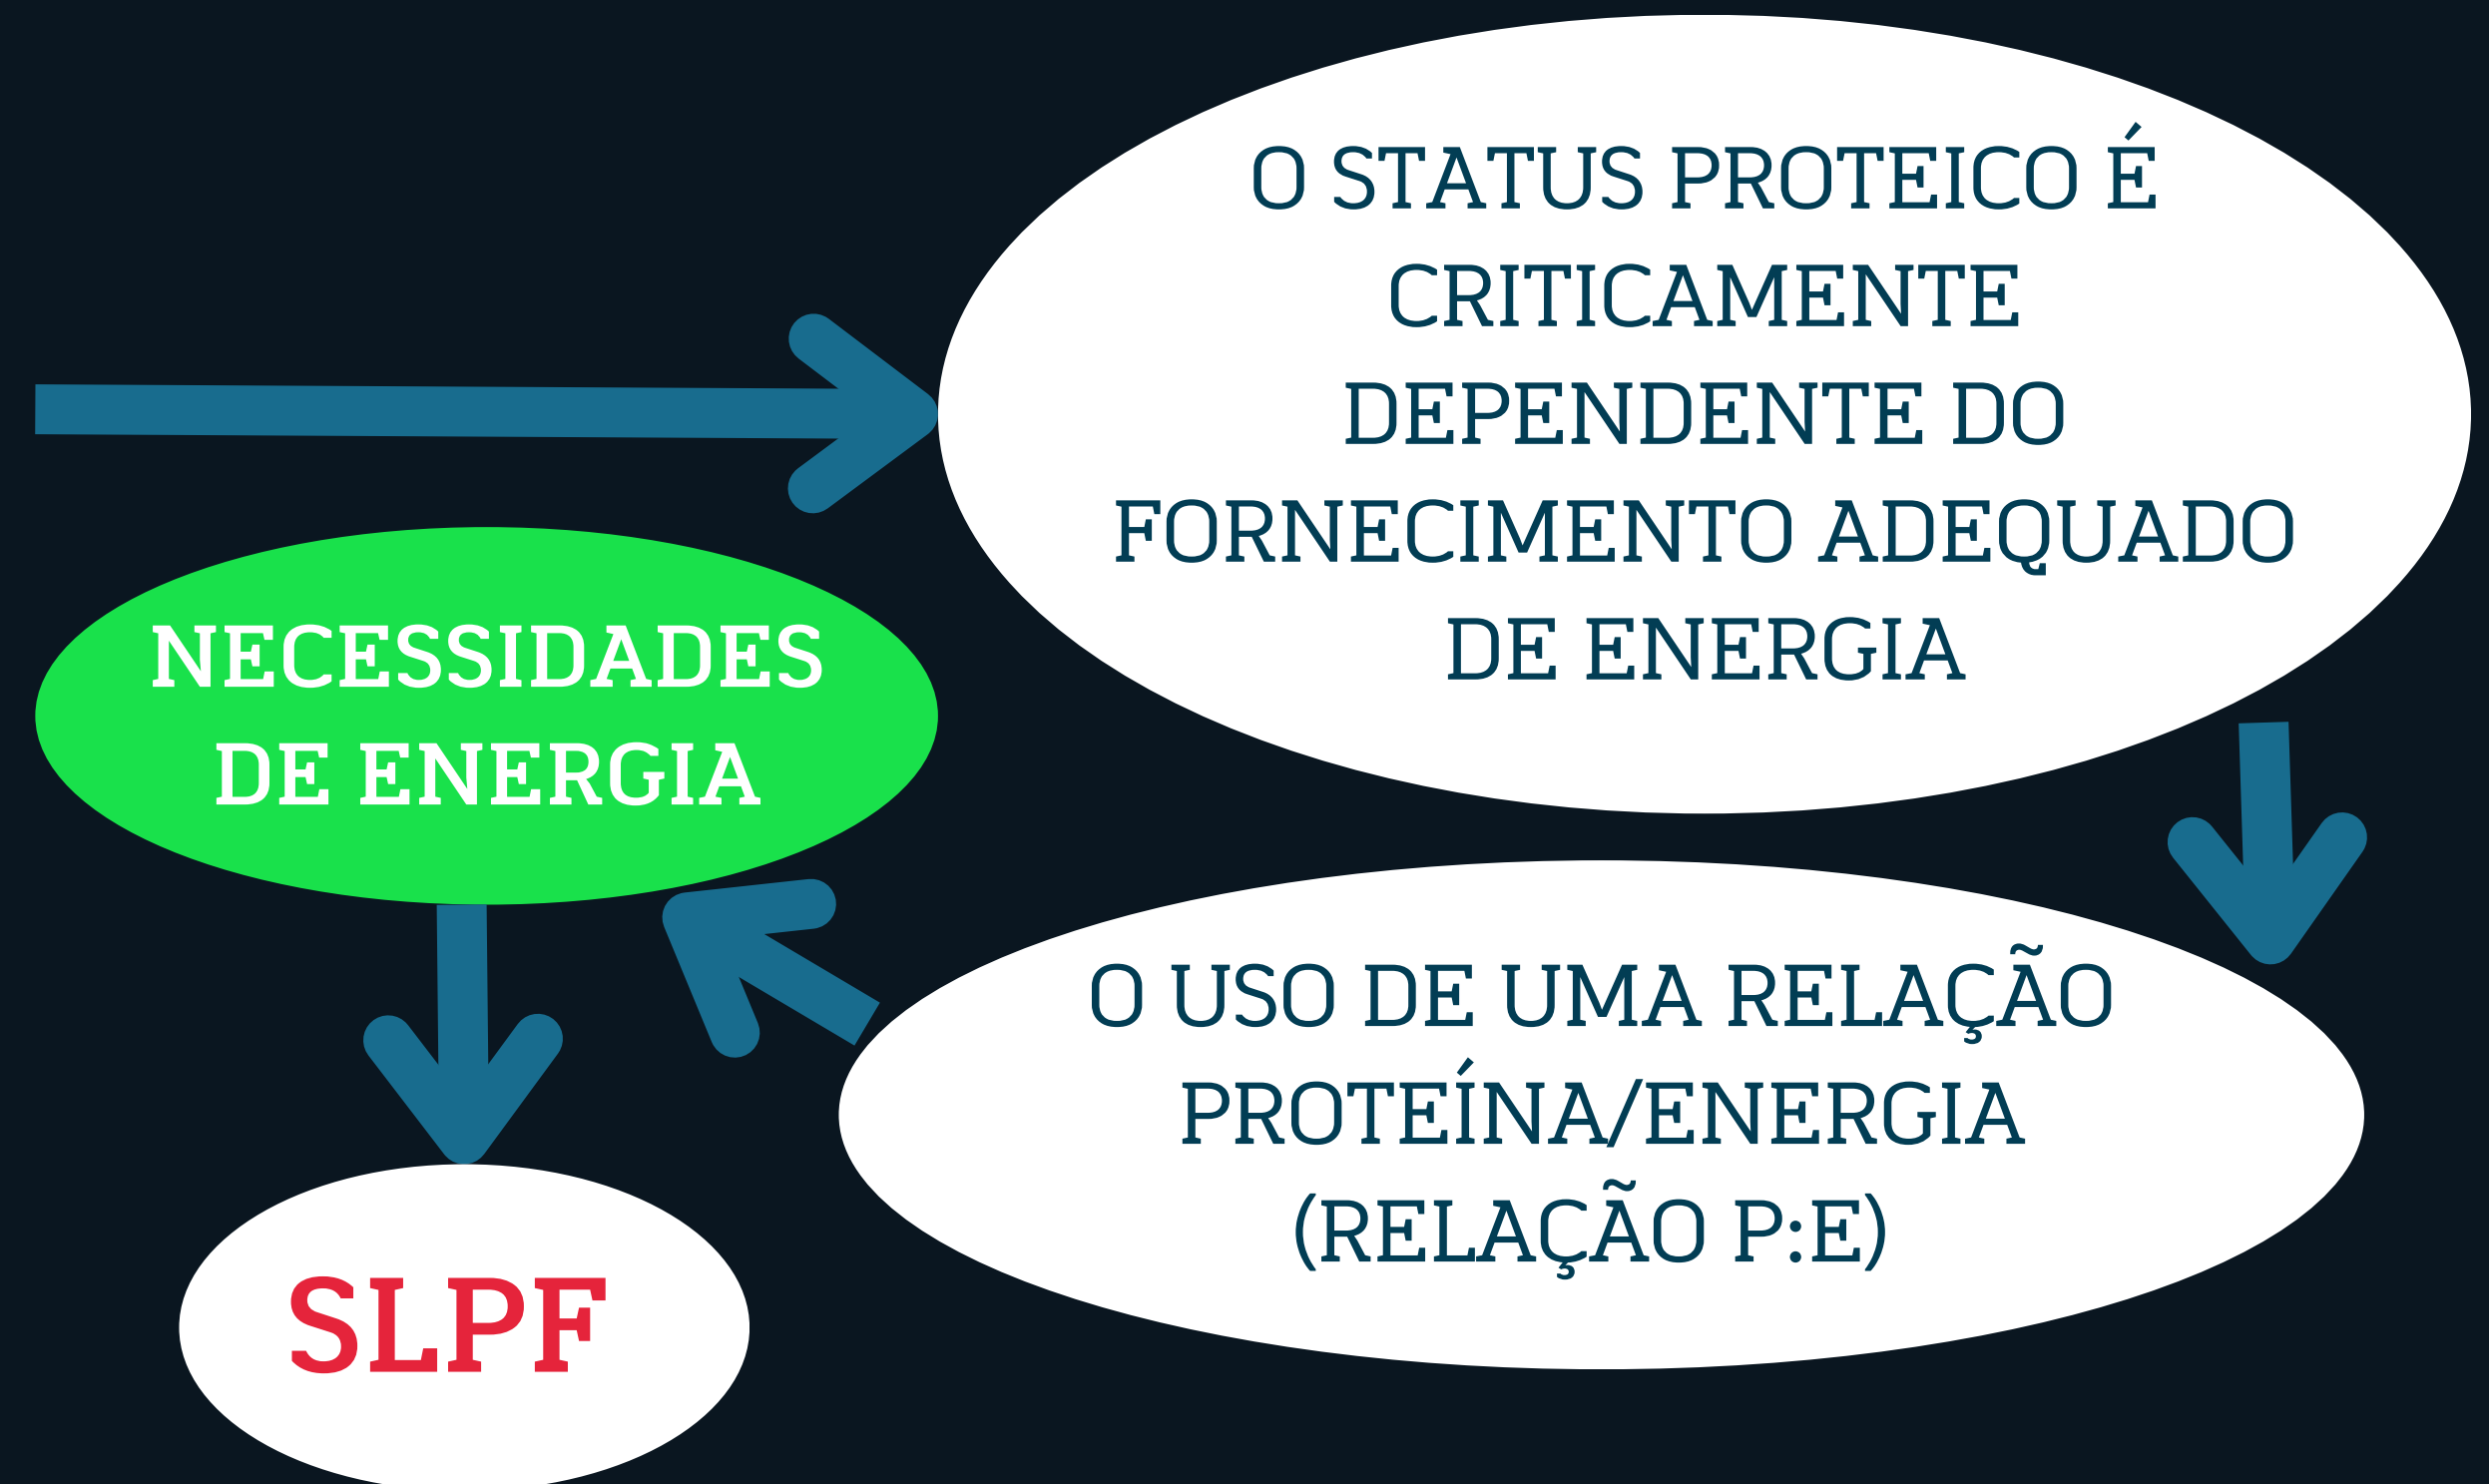 O STATUS PROTEICO É
CRITICAMENTE
DEPENDENTE DO
FORNECIMENTO ADEQUADO
DE ENERGIA
NECESSIDADES
DE ENERGIA
O USO DE UMA RELAÇÃO
PROTEÍNA/ENERGIA
(RELAÇÃO P:E)
SLPF